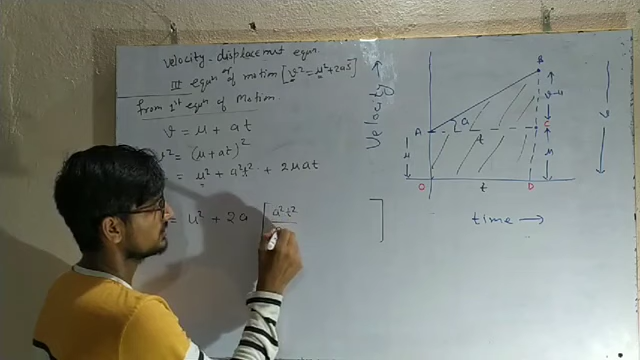 velocity-displacement eqn.
or
III eqn of motion [v² = u² + 2as]
from 1st eqn of Motion
v = u + at
v² = (u + at)²
= u² + a²t² + 2uat
= u² + 2a [ a²t² ]
Velocity →
A
B
C
O
D
a
t
t
u
u
v-u
v
time →